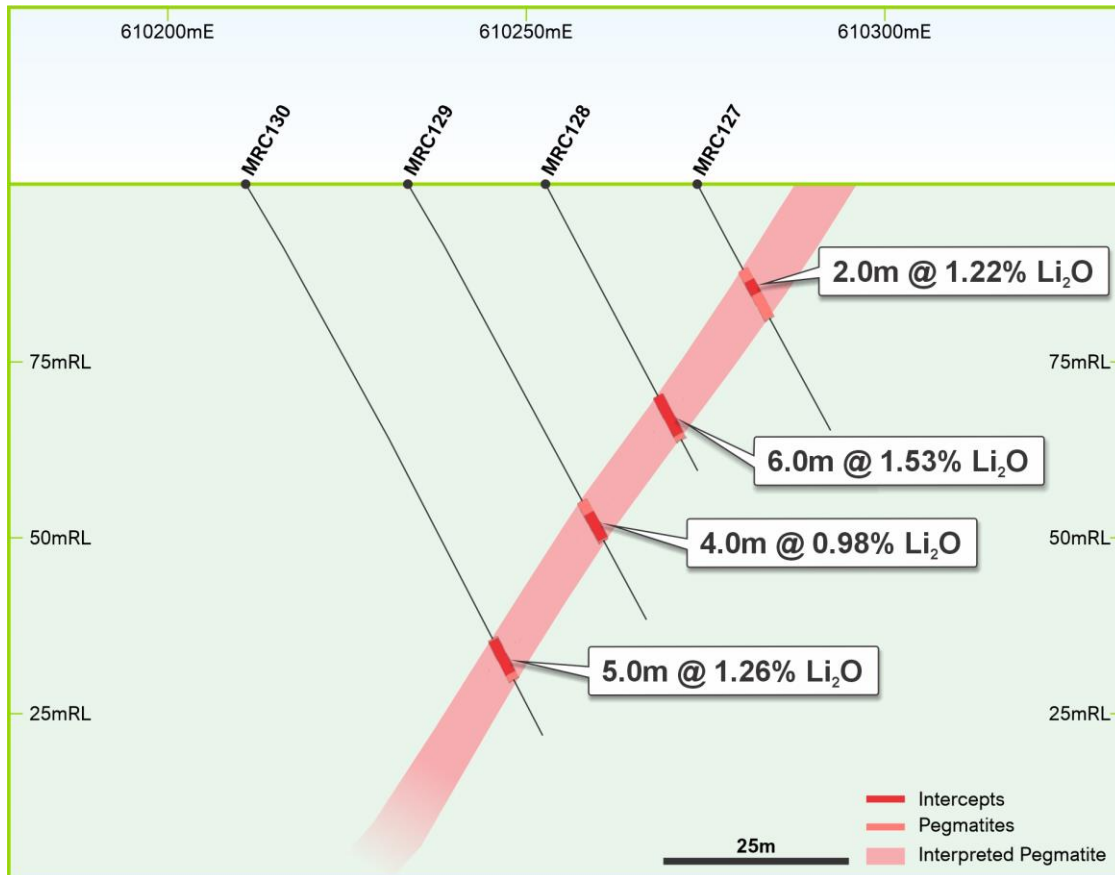 610200mE
610250mE
610300mE
MRC130
MRC129
MRC128
MRC127
2.0m @ 1.22% Li₂O
75mRL
75mRL
6.0m @ 1.53% Li₂O
50mRL
50mRL
4.0m @ 0.98% Li₂O
5.0m @ 1.26% Li₂O
25mRL
25mRL
Intercepts
Pegmatites
25m
Interpreted Pegmatite